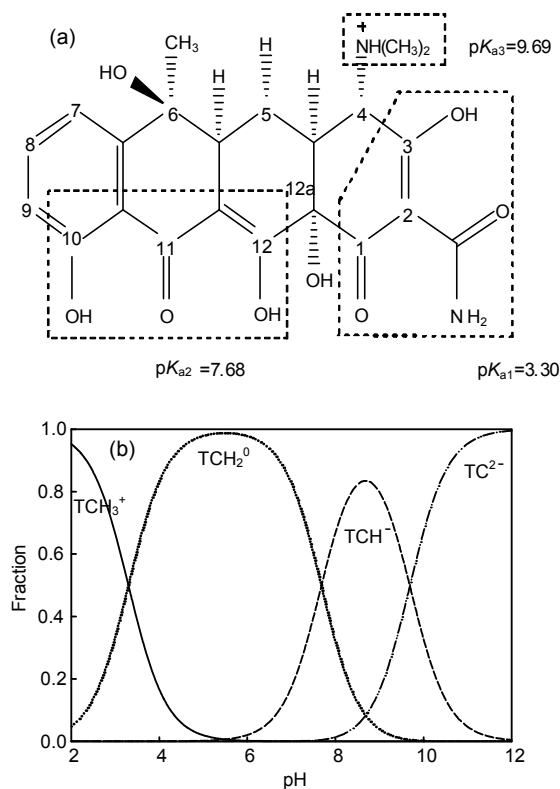 (a)
CH₃
+
NH(CH₃)₂
pKa3=9.69
HO
H
H
H
7
6
5
4
OH
8
3
12a
9
2
O
10
11
12
1
OH
O
OH
OH
O
N H₂
pKa2 =7.68
pKa1=3.30
(b)
1.0
0.8
0.6
0.4
0.2
0.0
Fraction
TCH₃⁺
TCH₂⁰
TCH⁻
TC²⁻
2
4
6
8
10
12
pH